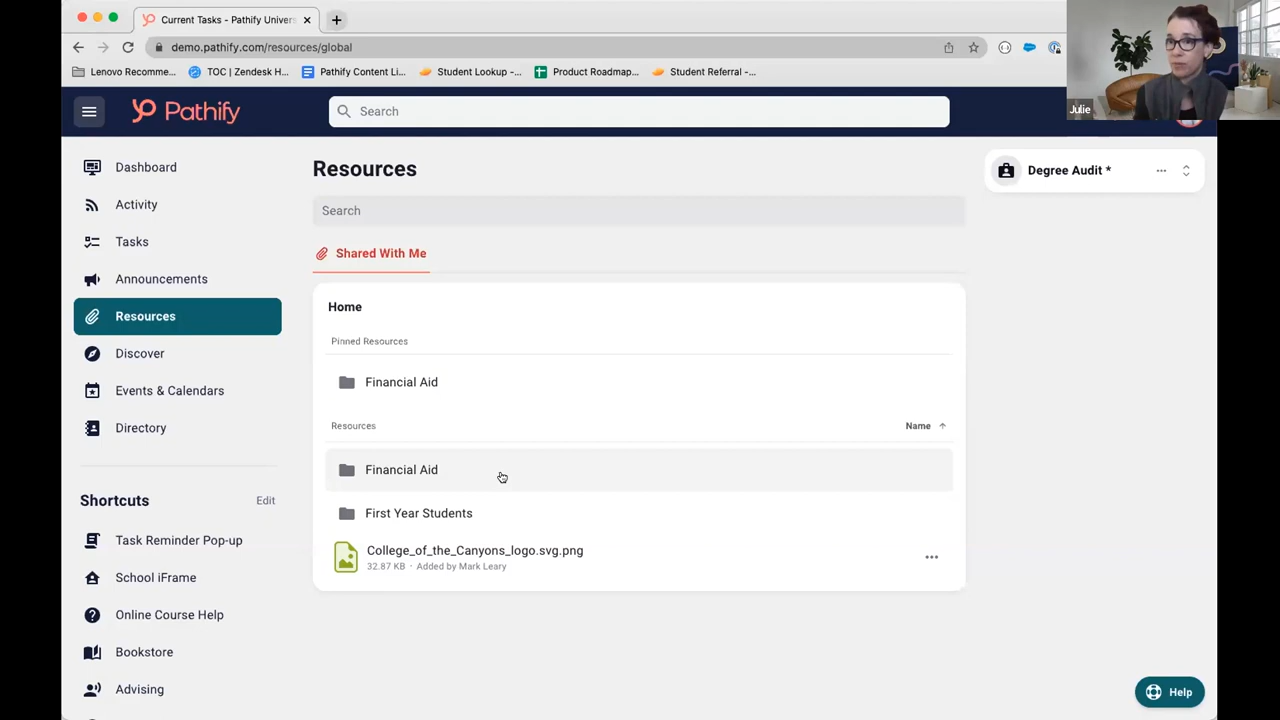 Current Tasks - Pathify Univers
demo.pathify.com/resources/global
Lenovo Recomme...
TOC | Zendesk H...
Pathify Content Li...
Student Lookup -...
Product Roadmap...
Student Referral -...
Julie
Pathify
Search
Dashboard
Activity
Tasks
Announcements
Resources
Discover
Events & Calendars
Directory
Shortcuts
Edit
Task Reminder Pop-up
School iFrame
Online Course Help
Bookstore
Advising
Resources
Search
Shared With Me
Home
Pinned Resources
Financial Aid
Resources
Name
Financial Aid
First Year Students
College_of_the_Canyons_logo.svg.png
32.87 KB · Added by Mark Leary
Degree Audit *
Help